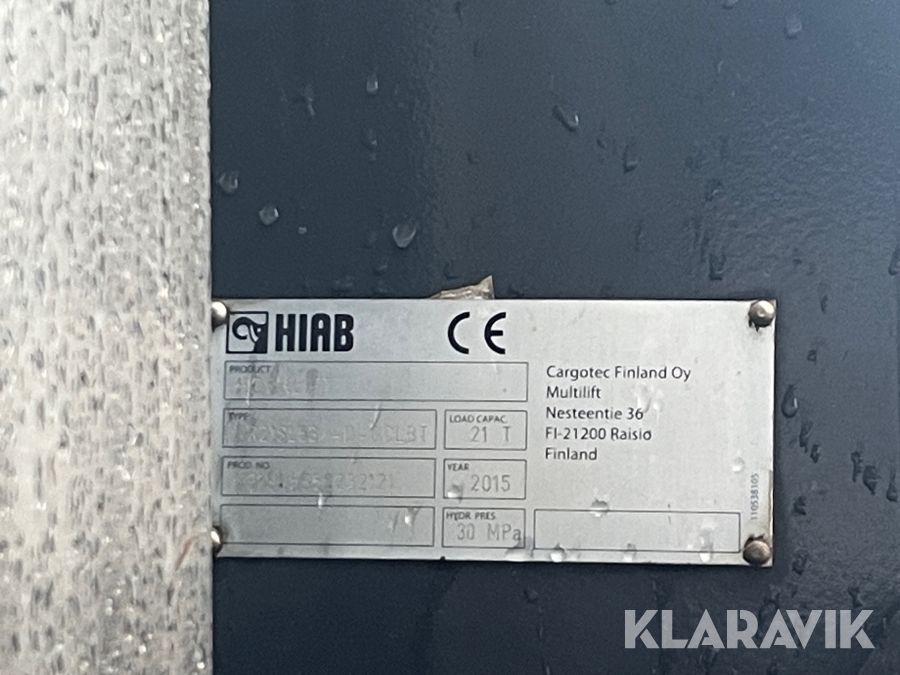 HIAB CE
PRODUCT
TYPE
LOAD CAPAC.
21 T
PROD NO
YEAR
2015
HYDR PRES.
30 MPa
Cargotec Finland Oy
Multilift
Nesteentie 36
FI-21200 Raisio
Finland
110538105
KLARAVIK